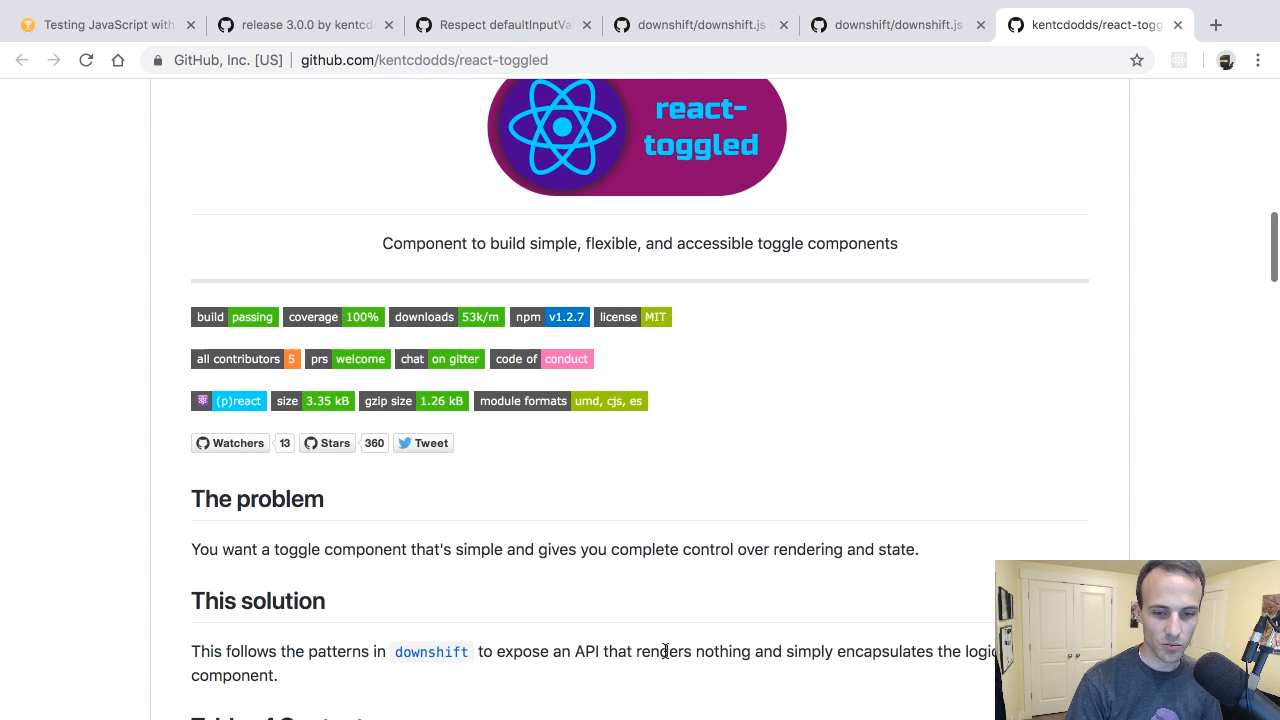 Testing JavaScript with
release 3.0.0 by kentcd
Respect defaultInputVa
downshift/downshift.js
downshift/downshift.js
kentcdodds/react-togg
GitHub, Inc. [US] | github.com/kentcdodds/react-toggled
react-
toggled
Component to build simple, flexible, and accessible toggle components
build passing coverage 100% downloads 53k/m npm v1.2.7 license MIT
all contributors 5 prs welcome chat on gitter code of conduct
(p)react size 3.35 kB gzip size 1.26 kB module formats umd, cjs, es
Watchers 13 Stars 360 Tweet
The problem
You want a toggle component that's simple and gives you complete control over rendering and state.
This solution
This follows the patterns in downshift to expose an API that renders nothing and simply encapsulates the logic
component.